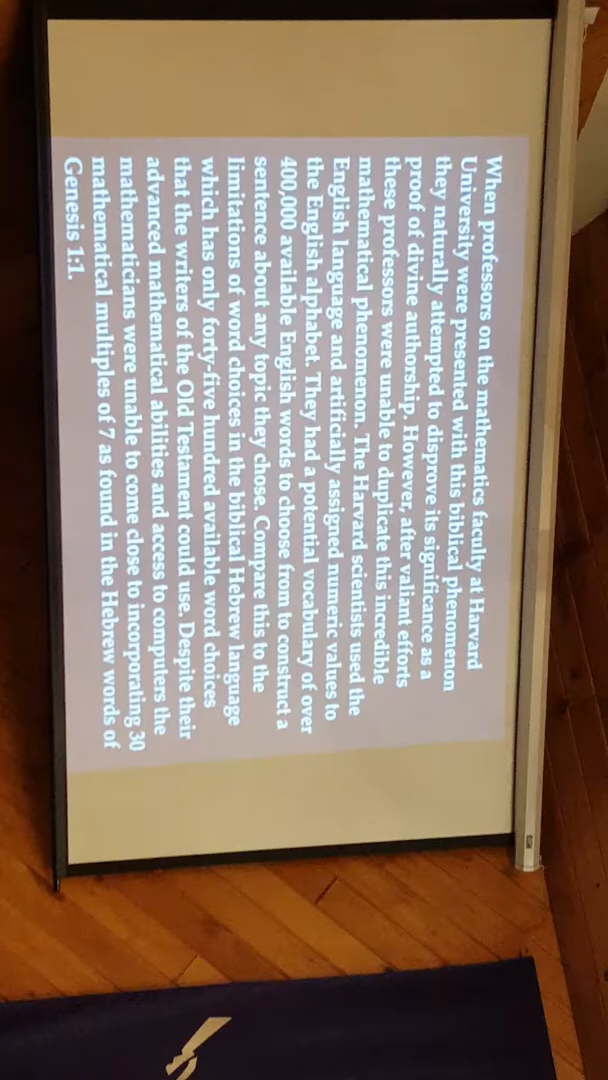 When professors on the mathematics faculty at Harvard
University were presented with this biblical phenomenon
they naturally attempted to disprove its significance as a
proof of divine authorship. However, after valiant efforts
these professors were unable to duplicate this incredible
mathematical phenomenon. The Harvard scientists used the
English language and artificially assigned numeric values to
the English alphabet. They had a potential vocabulary of over
400,000 available English words to choose from to construct a
sentence about any topic they chose. Compare this to the
limitations of word choices in the biblical Hebrew language
which has only forty-five hundred available word choices
that the writers of the Old Testament could use. Despite their
advanced mathematical abilities and access to computers the
mathematicians were unable to come close to incorporating 30
mathematical multiples of 7 as found in the Hebrew words of
Genesis 1:1.